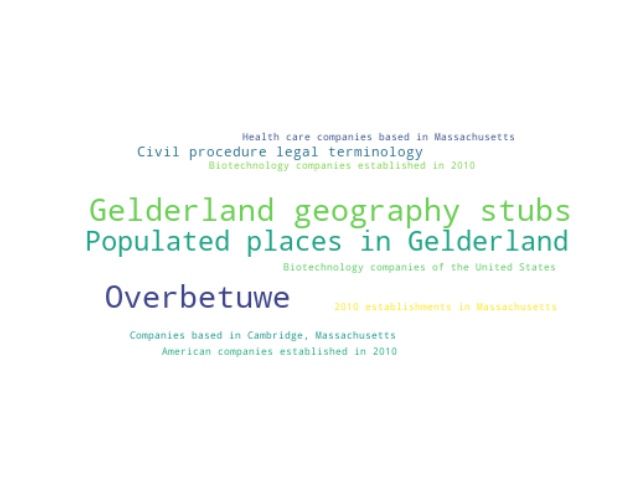 Health care companies based in Massachusetts
Civil procedure legal terminology
Biotechnology companies established in 2010
Gelderland geography stubs
Populated places in Gelderland
Biotechnology companies of the United States
Overbetuwe
2010 establishments in Massachusetts
Companies based in Cambridge, Massachusetts
American companies established in 2010